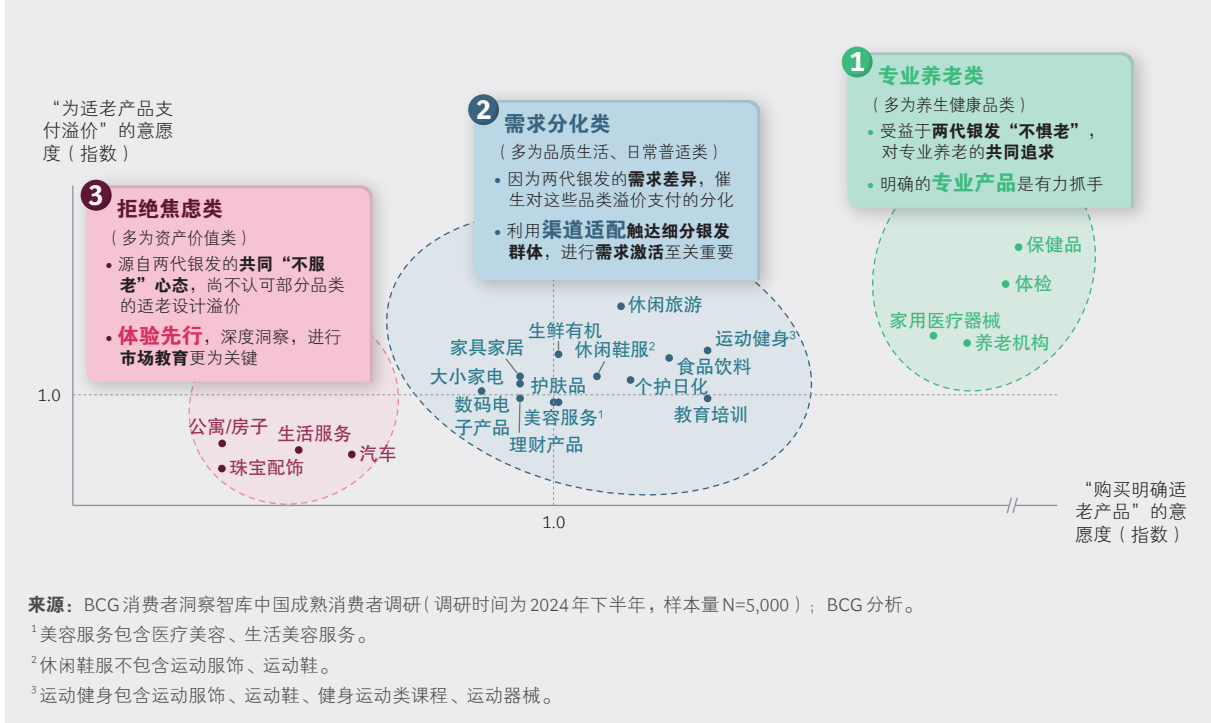 “为适老产品支
付溢价”的意愿
度（指数）
1
专业养老类
（多为养生健康品类）
• 受益于两代银发“不惧老”，
对专业养老的共同追求
• 明确的专业产品是有力抓手
2
需求分化类
（多为品质生活、日常普适类）
• 因为两代银发的需求差异，催
生对这些品类溢价支付的分化
• 利用渠道适配触达细分银发
群体，进行需求激活至关重要
3
拒绝焦虑类
（多为资产价值类）
• 源自两代银发的共同“不服
老”心态，尚不认可部分品类
的适老设计溢价
• 体验先行，深度洞察，进行
市场教育更为关键
保健品
体检
家用医疗器械
养老机构
休闲旅游
生鲜有机
运动健身3
家具家居
休闲鞋服2
食品饮料
大小家电
护肤品
个护日化
数码电
子产品
美容服务1
教育培训
理财产品
1.0
公寓/房子
生活服务
汽车
珠宝配饰
1.0
“购买明确适
老产品”的意
愿度（指数）
来源：BCG消费者洞察智库中国成熟消费者调研（调研时间为2024年下半年，样本量N=5,000）；BCG分析。
1 美容服务包含医疗美容、生活美容服务。
2 休闲鞋服不包含运动服饰、运动鞋。
3 运动健身包含运动服饰、运动鞋、健身运动类课程、运动器械。